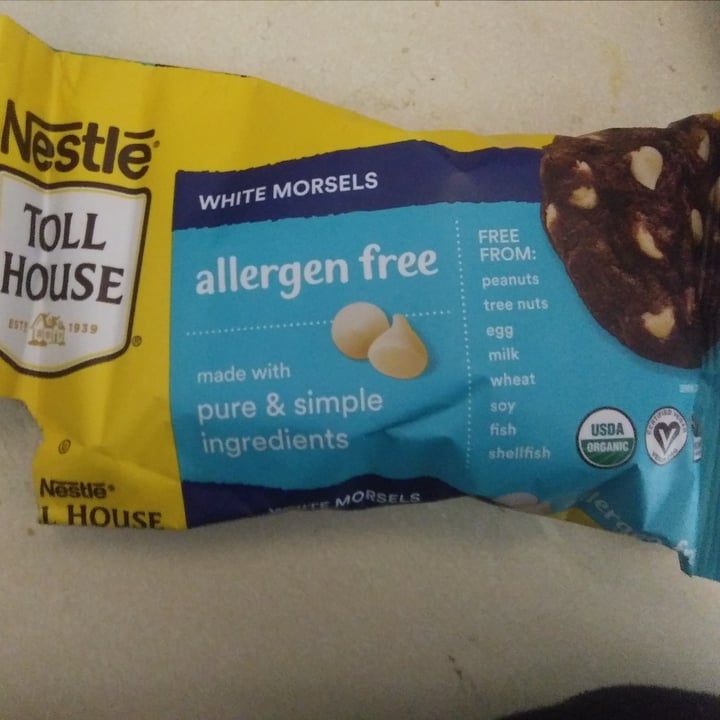 Nestlé®
TOLL
HOUSE
ESTD 1939
®
WHITE MORSELS
allergen free
made with
pure & simple
ingredients
FREE
FROM:
peanuts
tree nuts
egg
milk
wheat
soy
fish
shellfish
USDA
ORGANIC
CERTIFIED
®
Nestlé®
L HOUSE
WHITE MORSELS